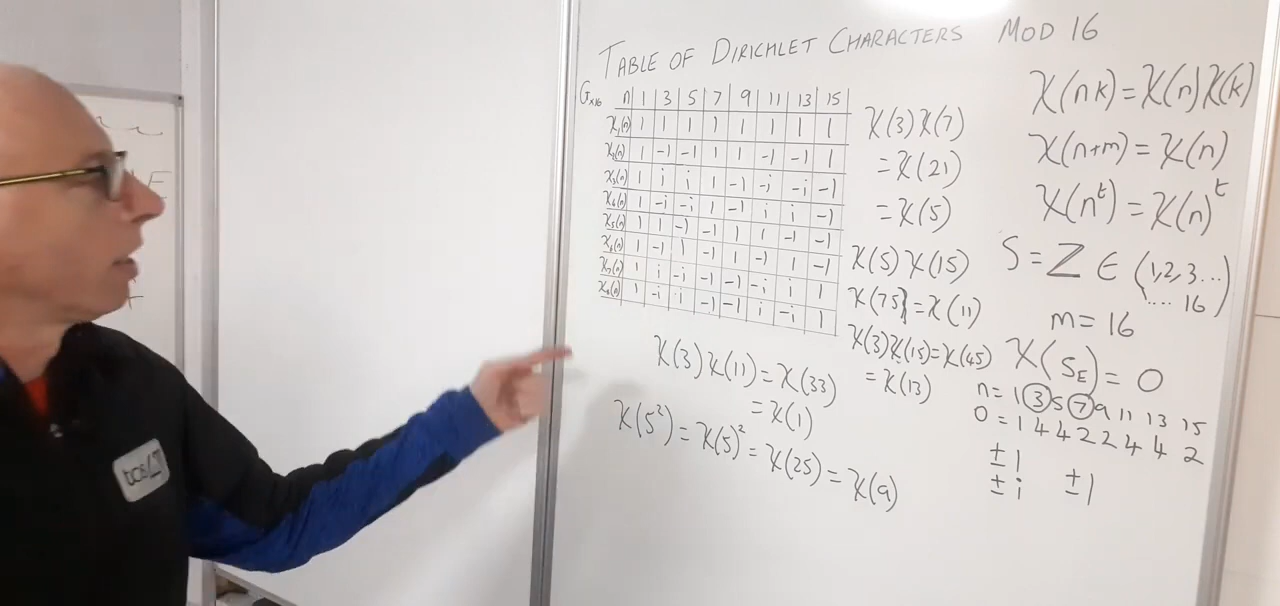 TABLE OF DIRICHLET CHARACTERS MOD 16
G×16 n 1 3 5 7 9 11 13 15
χ₁(n) 1 1 1 1 1 1 1 1
χ₂(n) 1 -1 -1 1 1 -1 -1 1
χ₃(n) 1 i i 1 -1 -i -i -1
χ₄(n) 1 -i -i 1 -1 i i -1
χ₅(n) 1 1 -1 -1 1 1 -1 -1
χ₆(n) 1 -1 1 -1 1 -1 1 -1
χ₇(n) 1 i -i -1 -1 -i i 1
χ₈(n) 1 -i i -1 -1 i -i 1
χ(3)χ(11)=χ(33)
=χ(1)
χ(5²)=χ(5)²=χ(25)=χ(9)
χ(3)χ(7)
=χ(21)
=χ(5)
χ(5)χ(15)
χ(75)=χ(11)
χ(3)χ(15)=χ(45)
=χ(13)
χ(nk)=χ(n)χ(k)
χ(n+m)=χ(n)
χ(nᵗ)=χ(n)ᵗ
S=Z∈(1,2,3...
.... 16)
m=16
χ(S_E)=0
n=1 3 5 7 9 11 13 15
0=1 4 4 2 2 4 4 2
±1
±i ±1